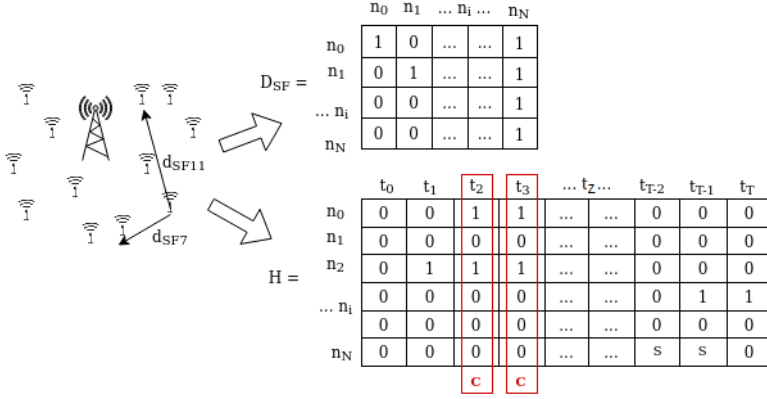 n0 n1 ... ni ... nN
DSF =
n0 1 0 ... ... 1
n1 0 1 ... ... 1
... ni 0 0 ... ... 1
nN 0 0 ... ... 1
dSF11
dSF7
t0 t1 t2 t3 ... tz... tT-2 tT-1 tT
H =
n0 0 0 1 1 ... ... 0 0 0
n1 0 0 0 0 ... ... 0 0 0
n2 0 1 1 1 ... ... 0 0 0
... ni 0 0 0 0 ... ... 0 1 1
0 0 0 0 ... ... 0 0 0
nN 0 0 0 0 ... ... s s 0
c c